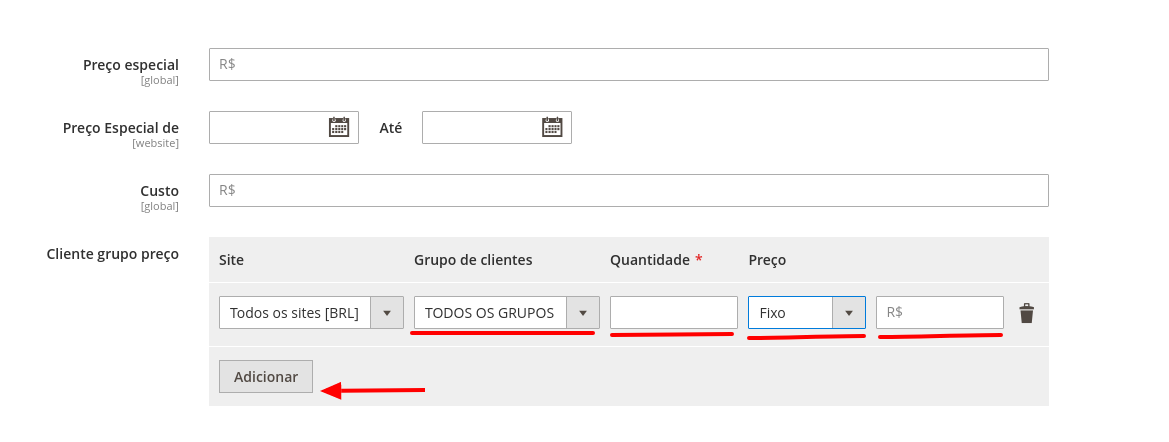 Preço especial
R$
[global]
Preço Especial de
Até
[website]
Custo
R$
[global]
Cliente grupo preço
Site
Grupo de clientes
Quantidade *
Preço
Todos os sites [BRL]
TODOS OS GRUPOS
Fixo
R$
Adicionar